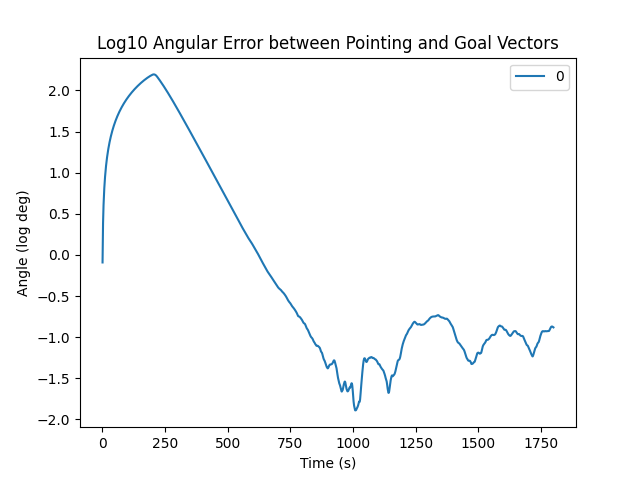 Log10 Angular Error between Pointing and Goal Vectors
0
2.0
1.5
1.0
0.5
0.0
−0.5
−1.0
−1.5
−2.0
Angle (log deg)
0 250 500 750 1000 1250 1500 1750
Time (s)